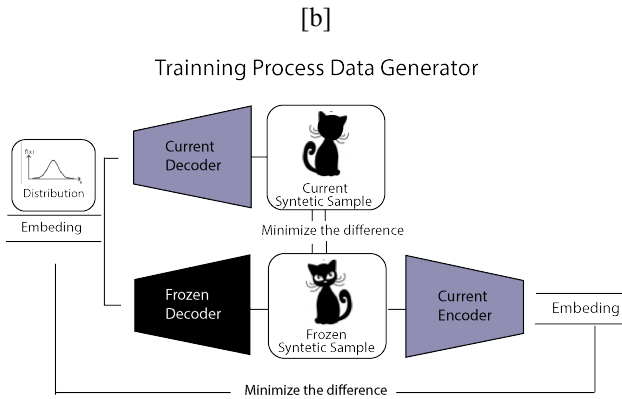 [b]
Trainning Process Data Generator
Current
Decoder
F(x)
x
Distribution
Embeding
Current
Syntetic Sample
Minimize the difference
Frozen
Decoder
Frozen
Syntetic Sample
Current
Encoder
Embeding
Minimize the difference